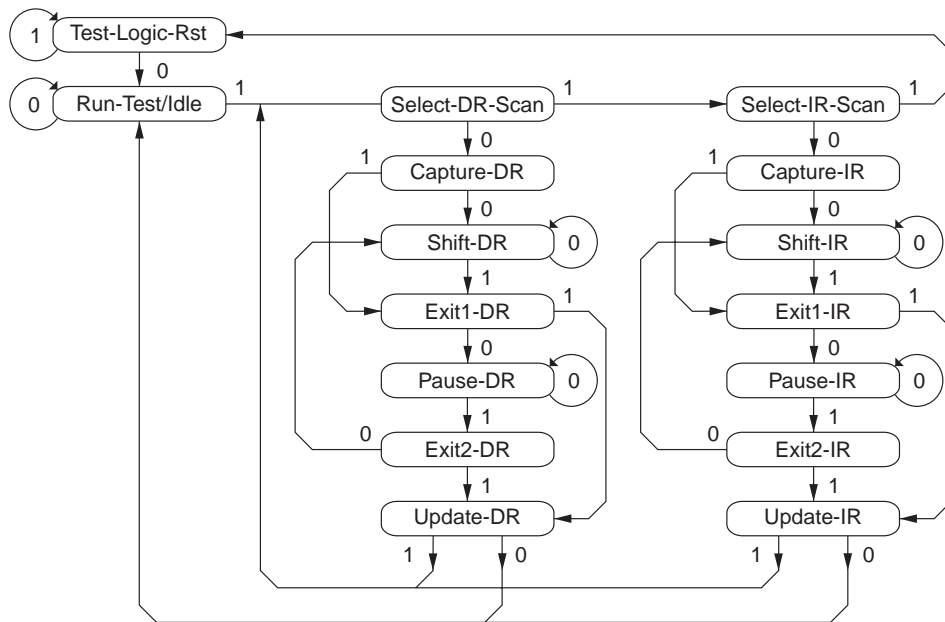 1 Test-Logic-Rst
0
0 Run-Test/Idle 1 Select-DR-Scan 1 Select-IR-Scan 1
0 0
1 Capture-DR 1 Capture-IR
0 0
Shift-DR 0 Shift-IR 0
1 1
Exit1-DR 1 Exit1-IR 1
0 0
Pause-DR 0 Pause-IR 0
1 1
0 Exit2-DR 0 Exit2-IR
1 1
Update-DR Update-IR
1 0 1 0